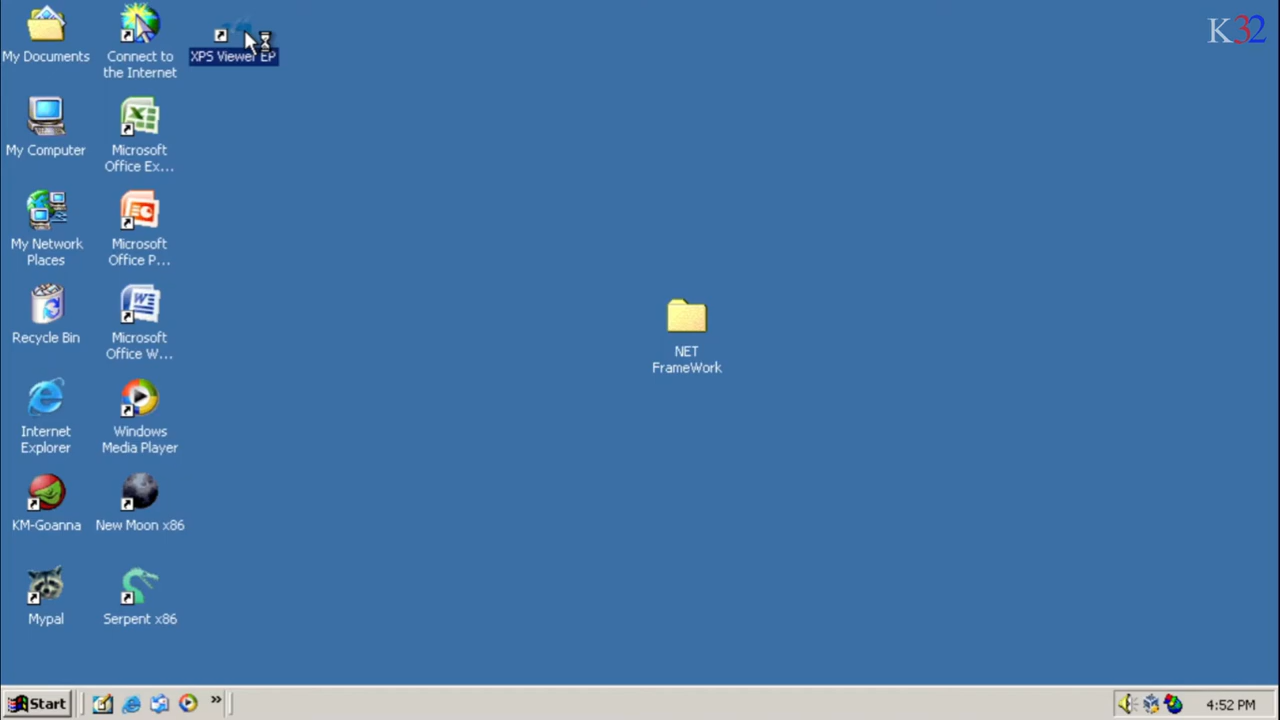 My Documents
Connect to
the Internet
XPS Viewer EP
K32
My Computer
Microsoft
Office Ex...
My Network
Places
Microsoft
Office P...
Recycle Bin
Microsoft
Office W...
NET
FrameWork
Internet
Explorer
Windows
Media Player
KM-Goanna
New Moon x86
Mypal
Serpent x86
Start
»
4:52 PM